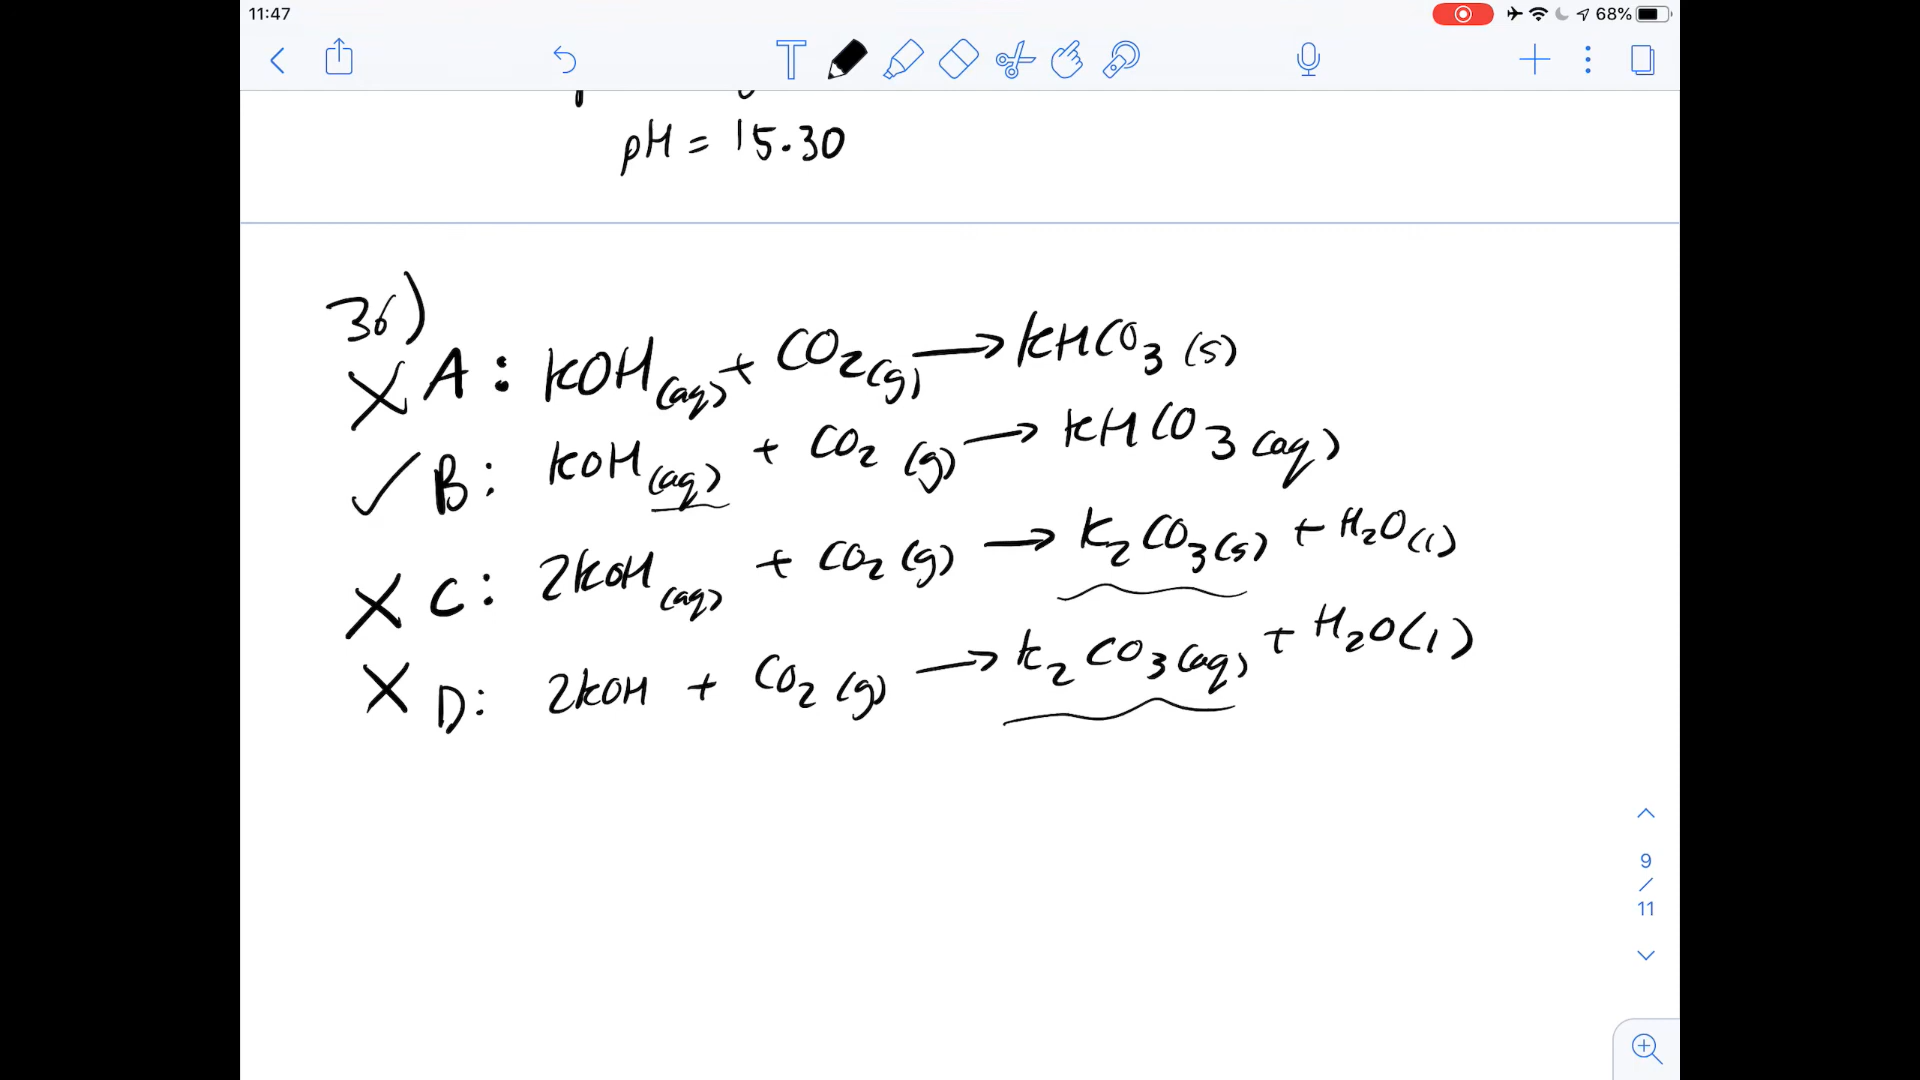 11:47
68%
pH = 15.30
36)
A: KOH(aq) + CO2(g) → KHCO3 (s)
B: KOH(aq) + CO2 (g) → KHCO3 (aq)
C: 2KOH(aq) + CO2 (g) → K2CO3(s) + H2O(l)
D: 2KOH + CO2 (g) → K2CO3(aq) + H2O(l)
9
/
11